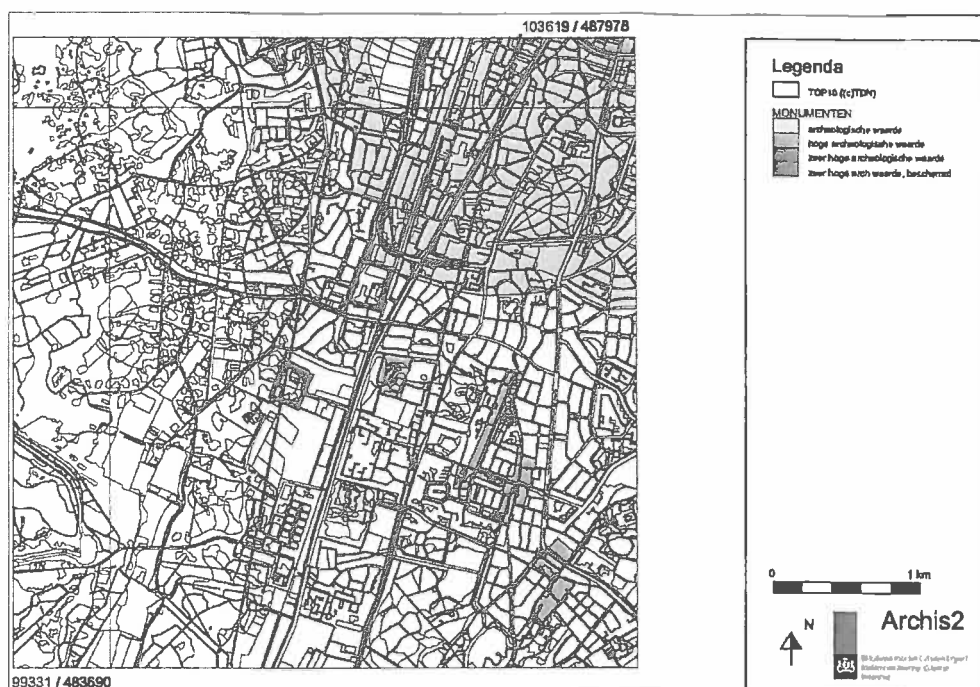 103619 / 487978
Legenda
TOP10 ((c)TDN)
MONUMENTEN
archeologische waarde
hoge archeologische waarde
zeer hoge archeologische waarde
zeer hoge arch waarde, beschermd
0 1 km
N
Archis2
99331 / 483690